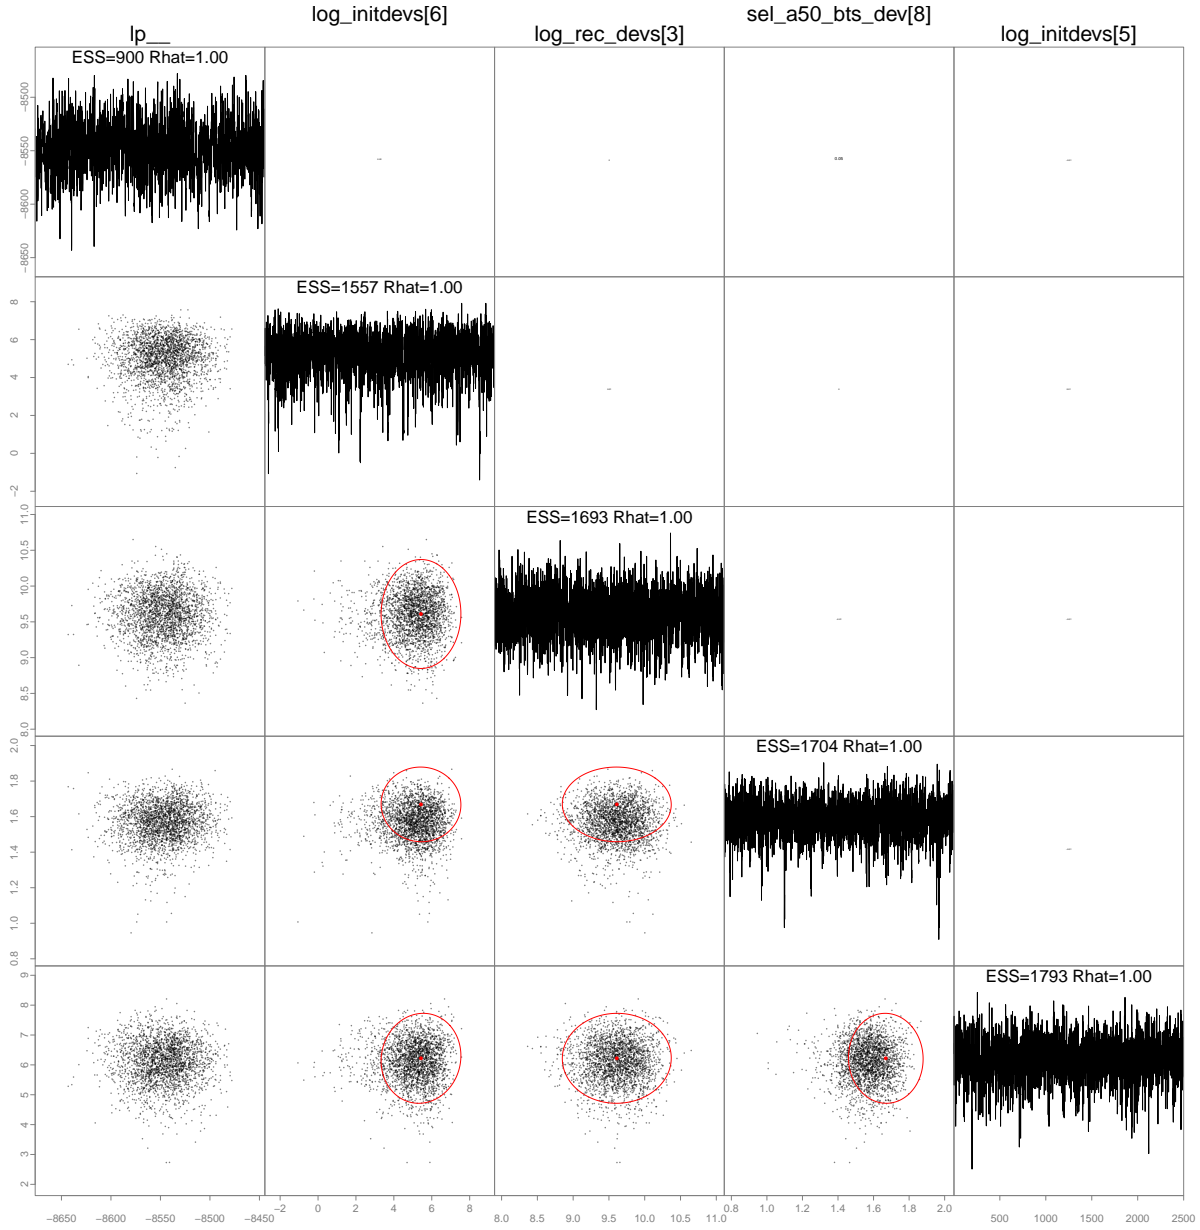 lp__
log_initdevs[6]
log_rec_devs[3]
sel_a50_bts_dev[8]
log_initdevs[5]
ESS=900 Rhat=1.00
−8500
−8550
−8600
−8650
0.05
ESS=1557 Rhat=1.00
8
6
4
2
0
−2
ESS=1693 Rhat=1.00
11.0
10.5
10.0
9.5
9.0
8.5
8.0
ESS=1704 Rhat=1.00
2.0
1.8
1.6
1.4
1.2
1.0
0.8
ESS=1793 Rhat=1.00
9
8
7
6
5
4
3
2
−8650 −8600 −8550 −8500 −8450
−2 0 2 4 6 8
8.0 8.5 9.0 9.5 10.0 10.5 11.0
0.8 1.0 1.2 1.4 1.6 1.8 2.0
500 1000 1500 2000 2500